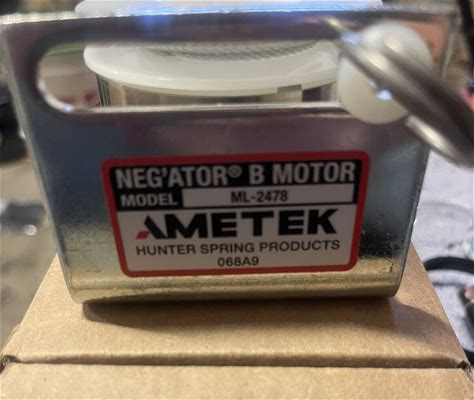 NEG'ATOR® B MOTOR
MODEL ML-2478
AMETEK
HUNTER SPRING PRODUCTS
068A9